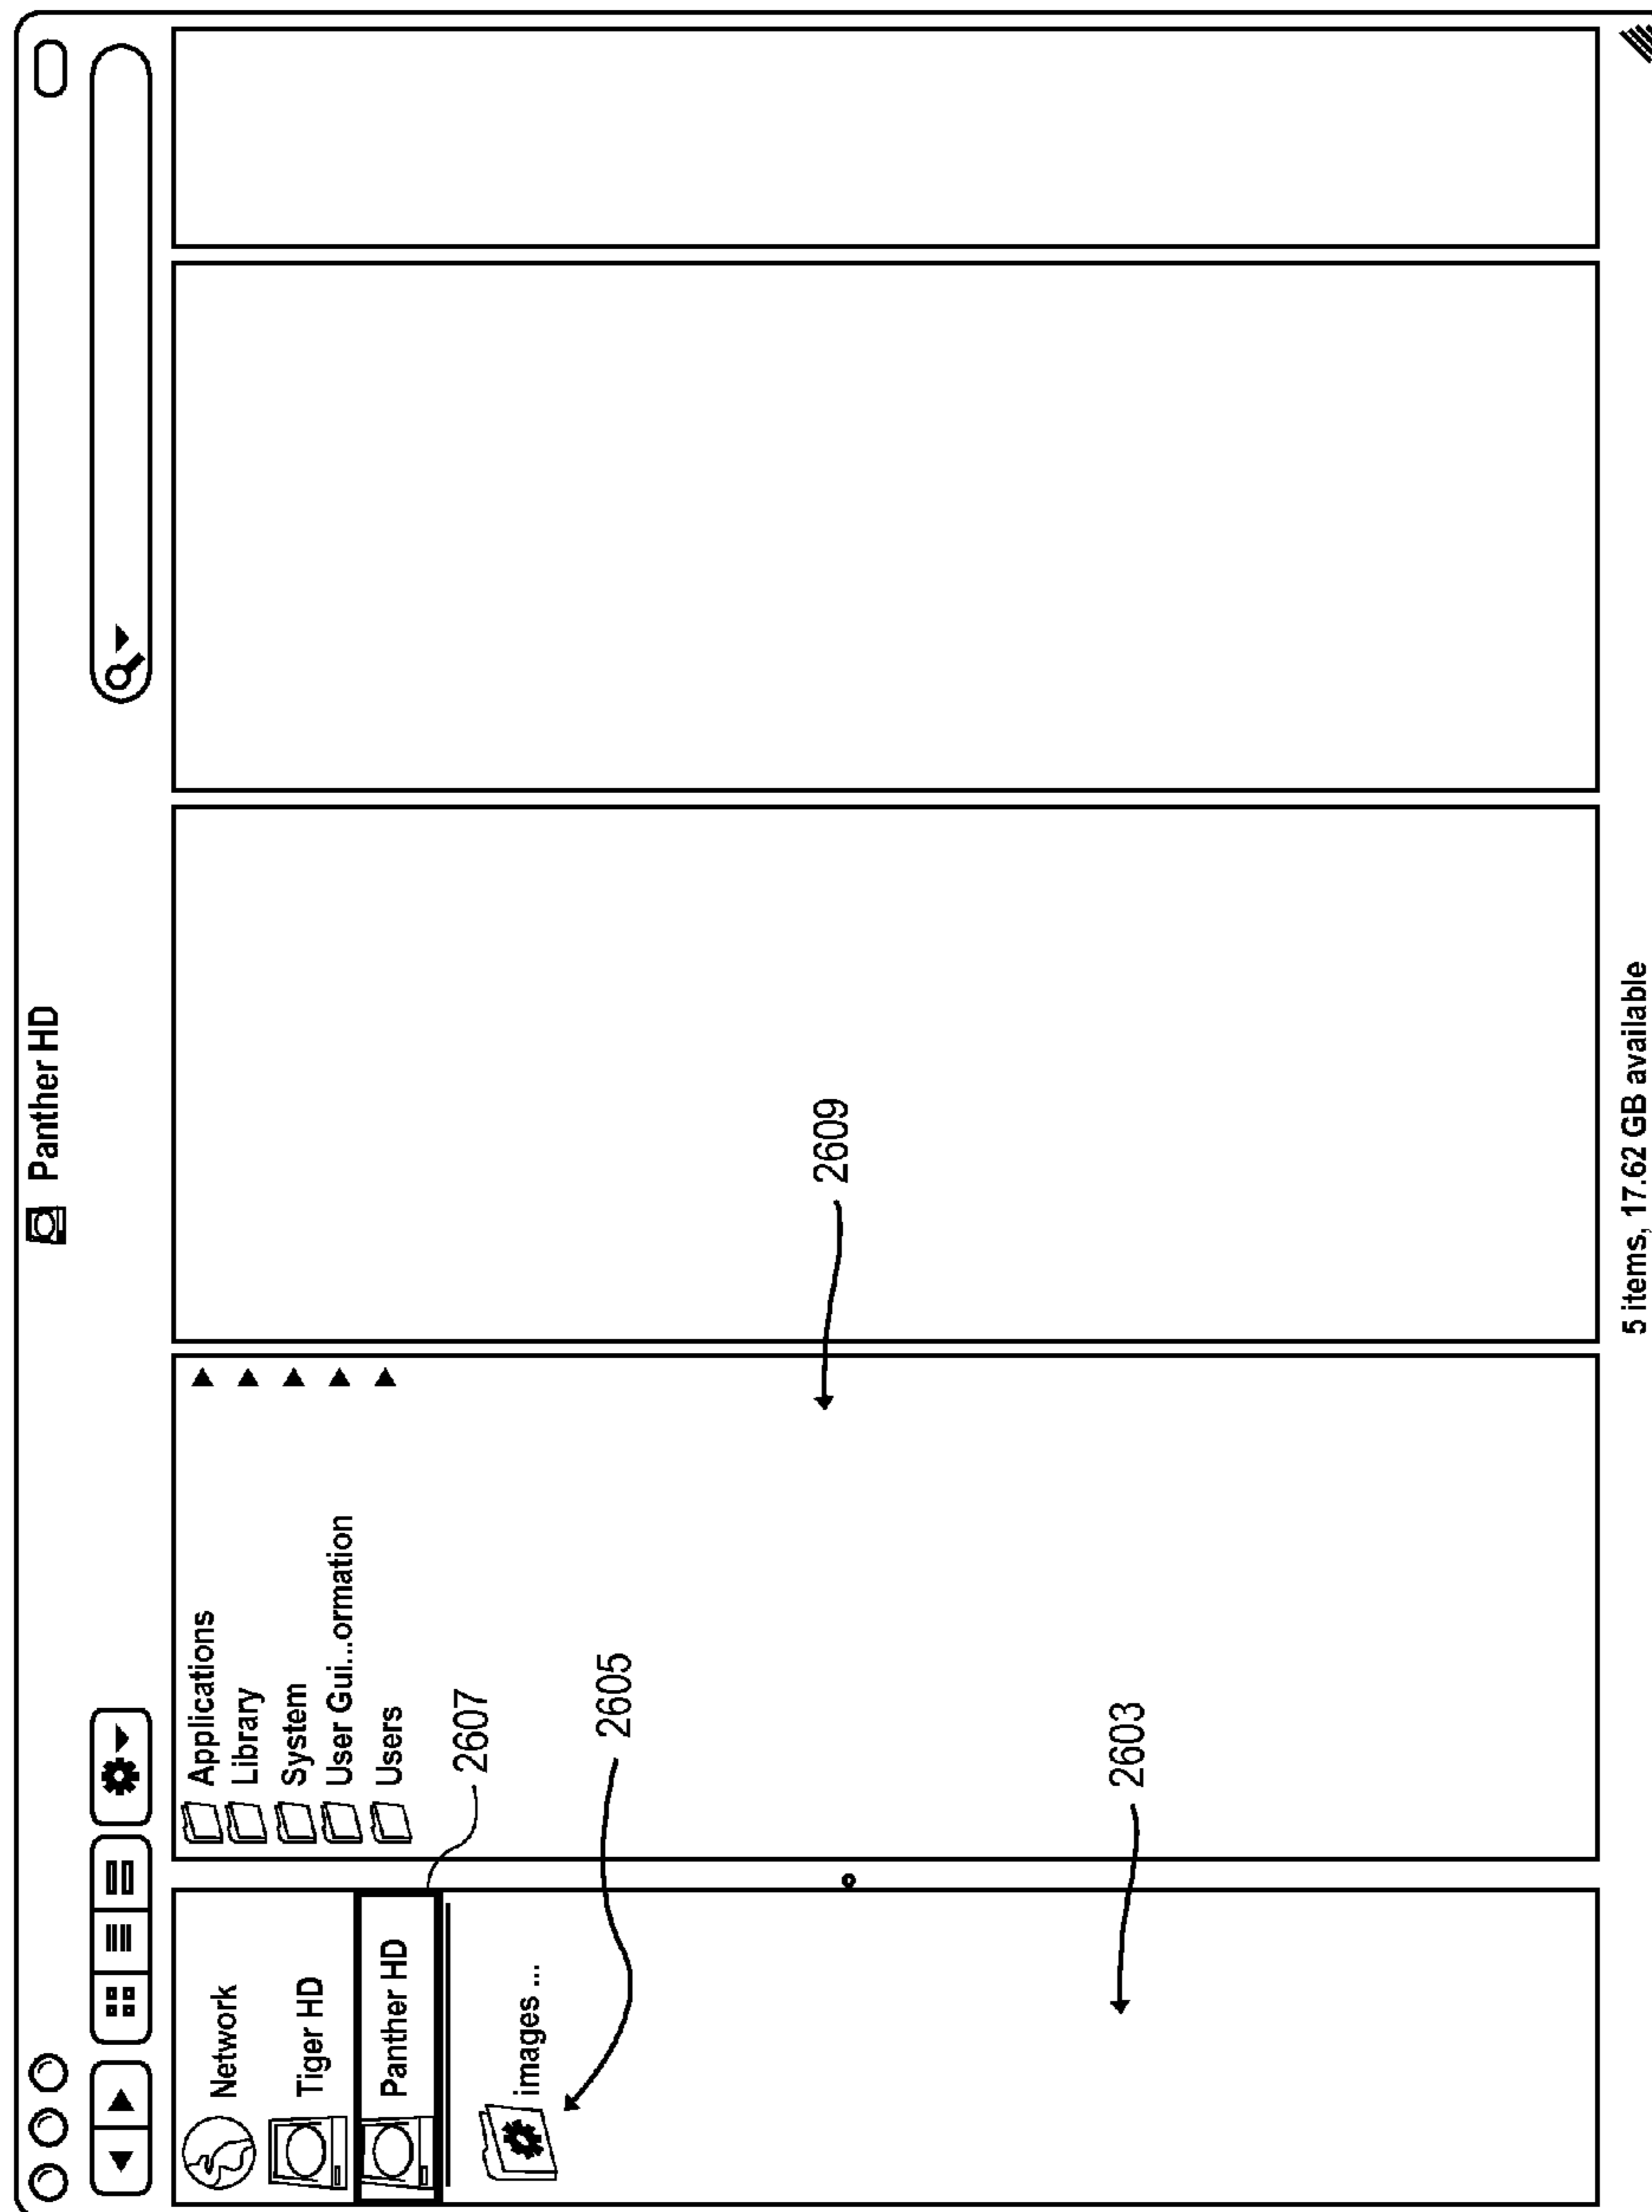 Panther HD
Network
Tiger HD
Panther HD
images ...
Applications
Library
System
User Gui...ormation
Users
2607
2605
2603
2609
5 items, 17.62 GB available